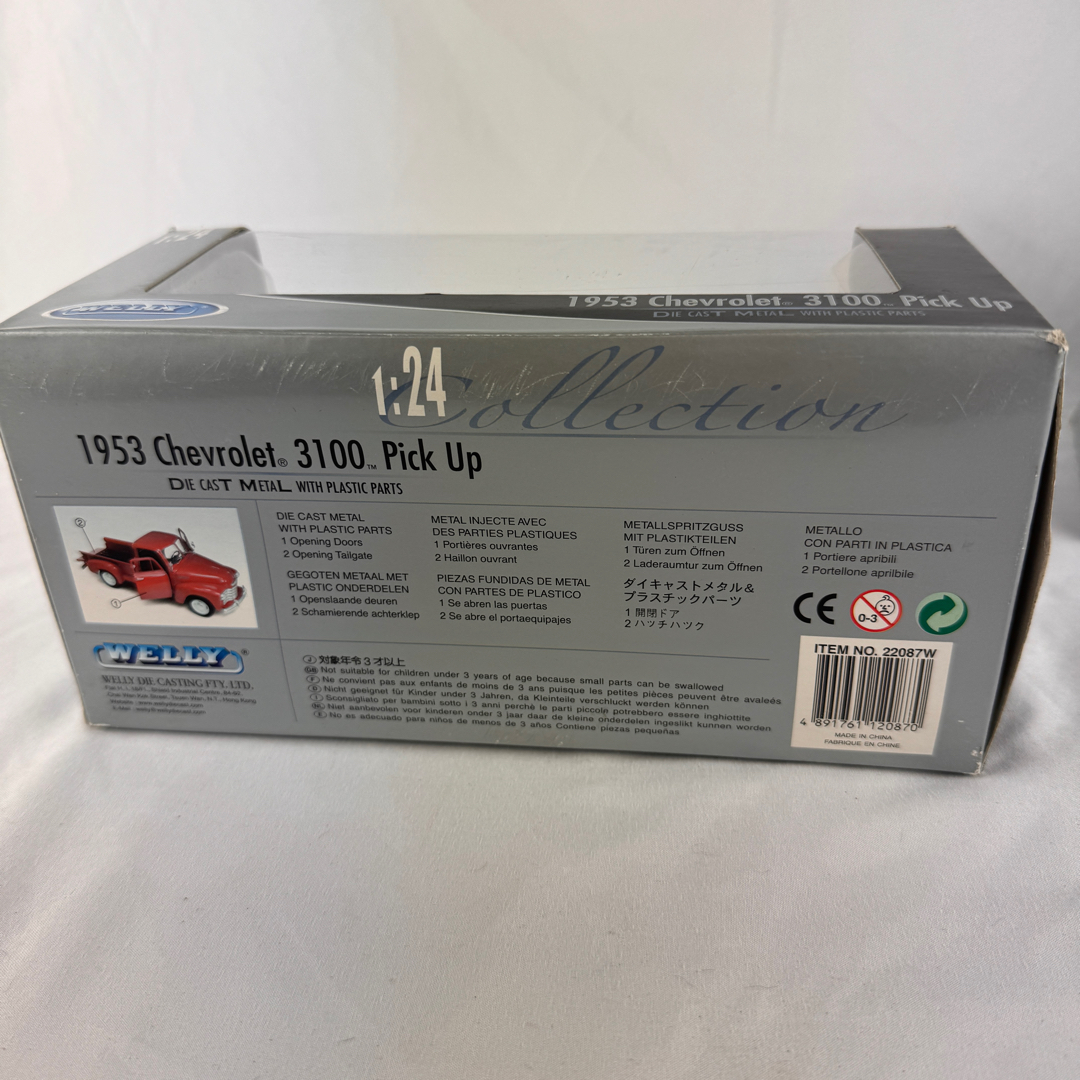 WELLY
1953 Chevrolet® 3100™ Pick Up
DIE CAST METAL WITH PLASTIC PARTS
1:24
Collection
1953 Chevrolet® 3100™ Pick Up
DIE CAST METAL WITH PLASTIC PARTS
2
1
DIE CAST METAL
WITH PLASTIC PARTS
1 Opening Doors
2 Opening Tailgate
METAL INJECTE AVEC
DES PARTIES PLASTIQUES
1 Portières ouvrantes
2 Haillon ouvrant
METALLSPRITZGUSS
MIT PLASTIKTEILEN
1 Türen zum Öffnen
2 Laderaumtur zum Öffnen
METALLO
CON PARTI IN PLASTICA
1 Portiere apribili
2 Portellone aprilbile
GEGOTEN METAAL MET
PLASTIC ONDERDELEN
1 Openslaande deuren
2 Schamierende achterklep
PIEZAS FUNDIDAS DE METAL
CON PARTES DE PLASTICO
1 Se abren las puertas
2 Se abre el portaequipajes
ダイキャストメタル&
プラスチックパーツ
1 開閉ドア
2 ハッチバック
CE
0-3
WELLY®
WELLY DIE CASTING FTY. LTD.
J 対象年令3才以上
GB Not suitable for children under 3 years of age because small parts can be swallowed
F Ne convient pas aux enfants de moins de 3 ans puisque les petites pièces peuvent être avaleés
D Nicht geeignet für Kinder unter 3 Jahren, da Kleinteile verschluckt werden können
I Sconsigliato per bambini sotto i 3 anni perché le parti piccole potrebbero essere inghiottite
Niet aanbevolen voor kinderen onder 3 jaar daar de kleine onderdelen ingeslikt kunnen worden
E No es adecuado para niños de menos de 3 años Contiene piezas pequeñas
ITEM NO. 22087W
4 891761 120870
MADE IN CHINA
FABRIQUE EN CHINE